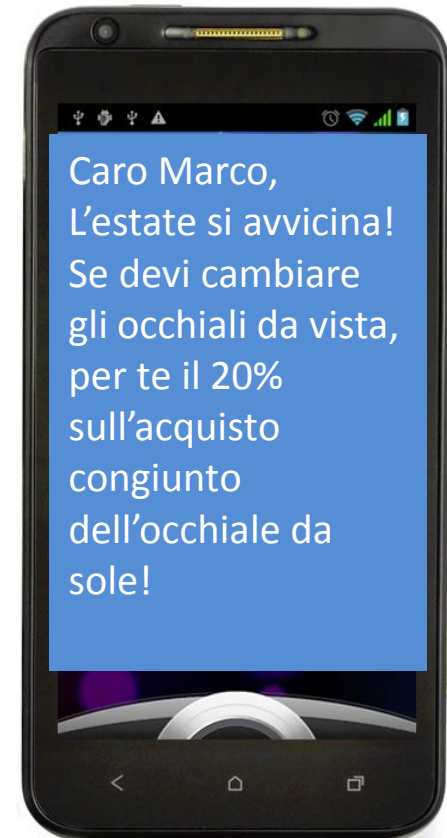 Caro Marco,
L’estate si avvicina!
Se devi cambiare
gli occhiali da vista,
per te il 20%
sull’acquisto
congiunto
dell’occhiale da
sole!